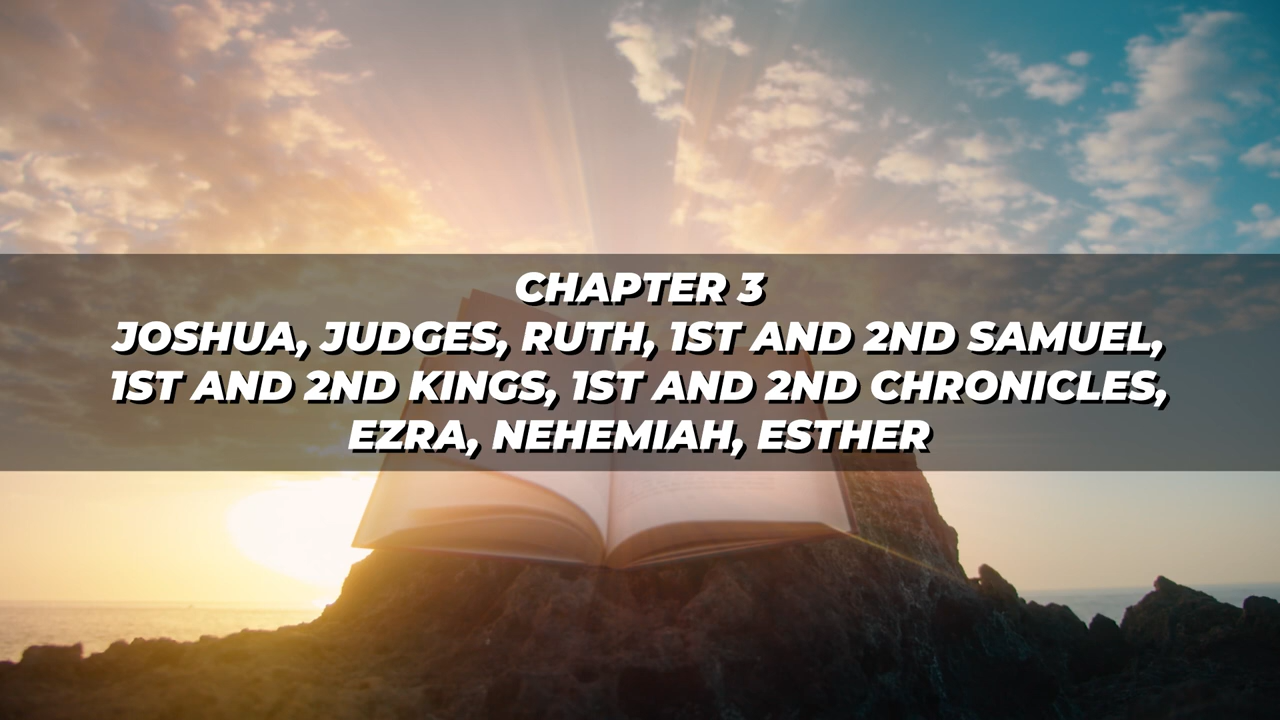 CHAPTER 3
JOSHUA, JUDGES, RUTH, 1ST AND 2ND SAMUEL,
1ST AND 2ND KINGS, 1ST AND 2ND CHRONICLES,
EZRA, NEHEMIAH, ESTHER